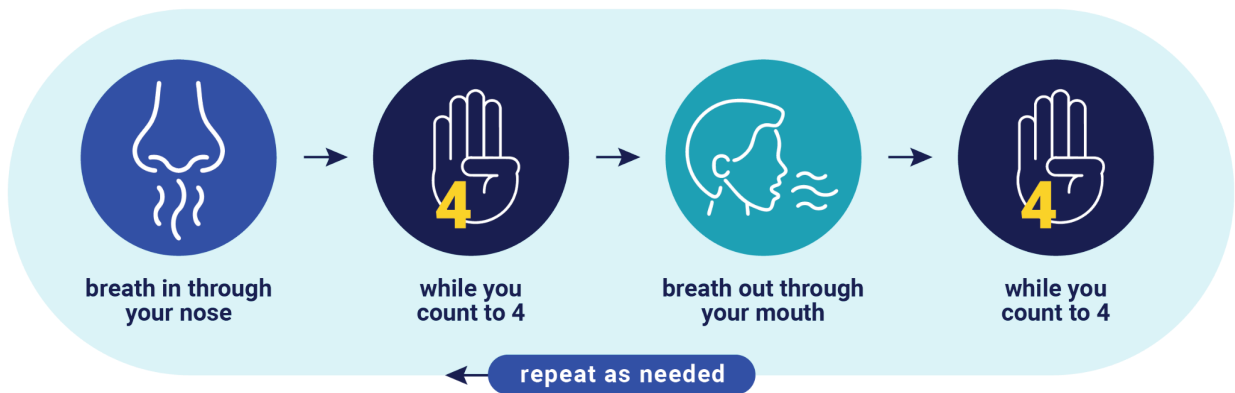 4
4
breath in through
your nose
while you
count to 4
breath out through
your mouth
while you
count to 4
repeat as needed